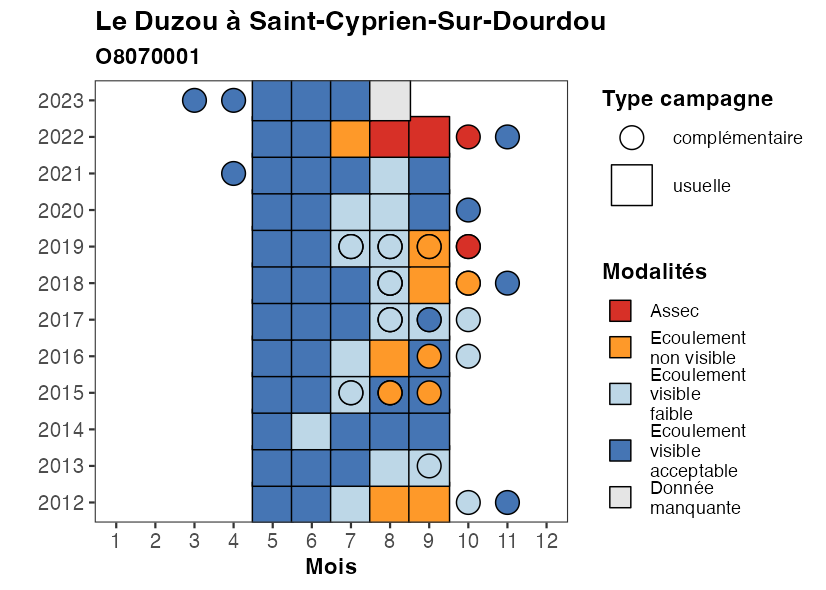 Le Duzou à Saint-Cyprien-Sur-Dourdou
O8070001
2023
2022
2021
2020
2019
2018
2017
2016
2015
2014
2013
2012
1 2 3 4 5 6 7 8 9 10 11 12
Mois
Type campagne
complémentaire
usuelle
Modalités
Assec
Ecoulement
non visible
Ecoulement
visible
faible
Ecoulement
visible
acceptable
Donnée
manquante